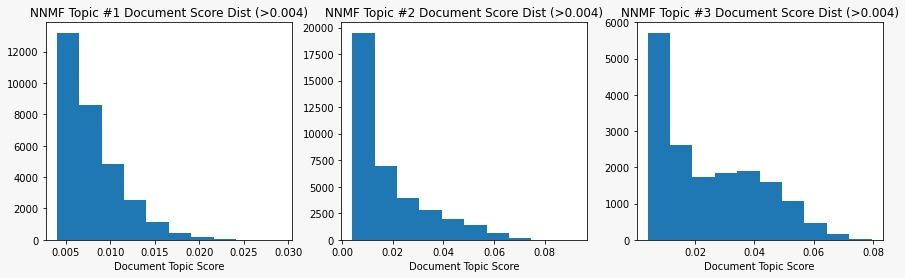 NNMF Topic #1 Document Score Dist (>0.004)
12000
10000
8000
6000
4000
2000
0
0.005 0.010 0.015 0.020 0.025 0.030
Document Topic Score
NNMF Topic #2 Document Score Dist (>0.004)
20000
17500
15000
12500
10000
7500
5000
2500
0
0.00 0.02 0.04 0.06 0.08
Document Topic Score
NNMF Topic #3 Document Score Dist (>0.004)
6000
5000
4000
3000
2000
1000
0
0.02 0.04 0.06 0.08
Document Topic Score